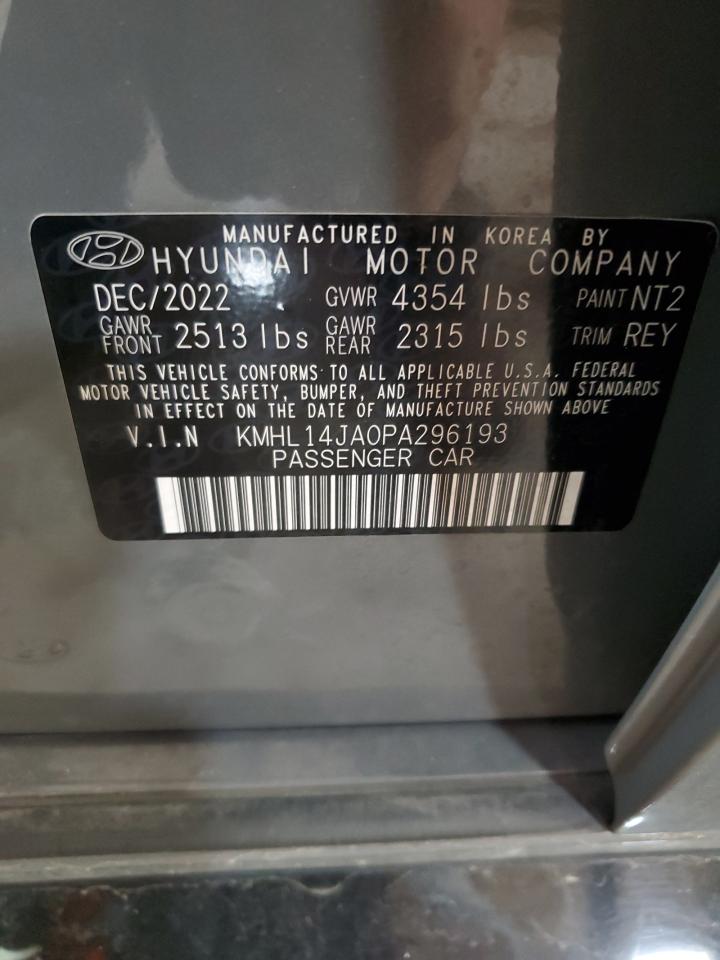 MANUFACTURED IN KOREA BY
HYUNDAI MOTOR COMPANY
DEC/2022 GVWR 4354 lbs PAINT NT2
GAWR FRONT 2513 lbs GAWR REAR 2315 lbs TRIM REY
THIS VEHICLE CONFORMS TO ALL APPLICABLE U.S.A. FEDERAL
MOTOR VEHICLE SAFETY, BUMPER, AND THEFT PREVENTION STANDARDS
IN EFFECT ON THE DATE OF MANUFACTURE SHOWN ABOVE
V.I.N KMHL14JA0PA296193
PASSENGER CAR